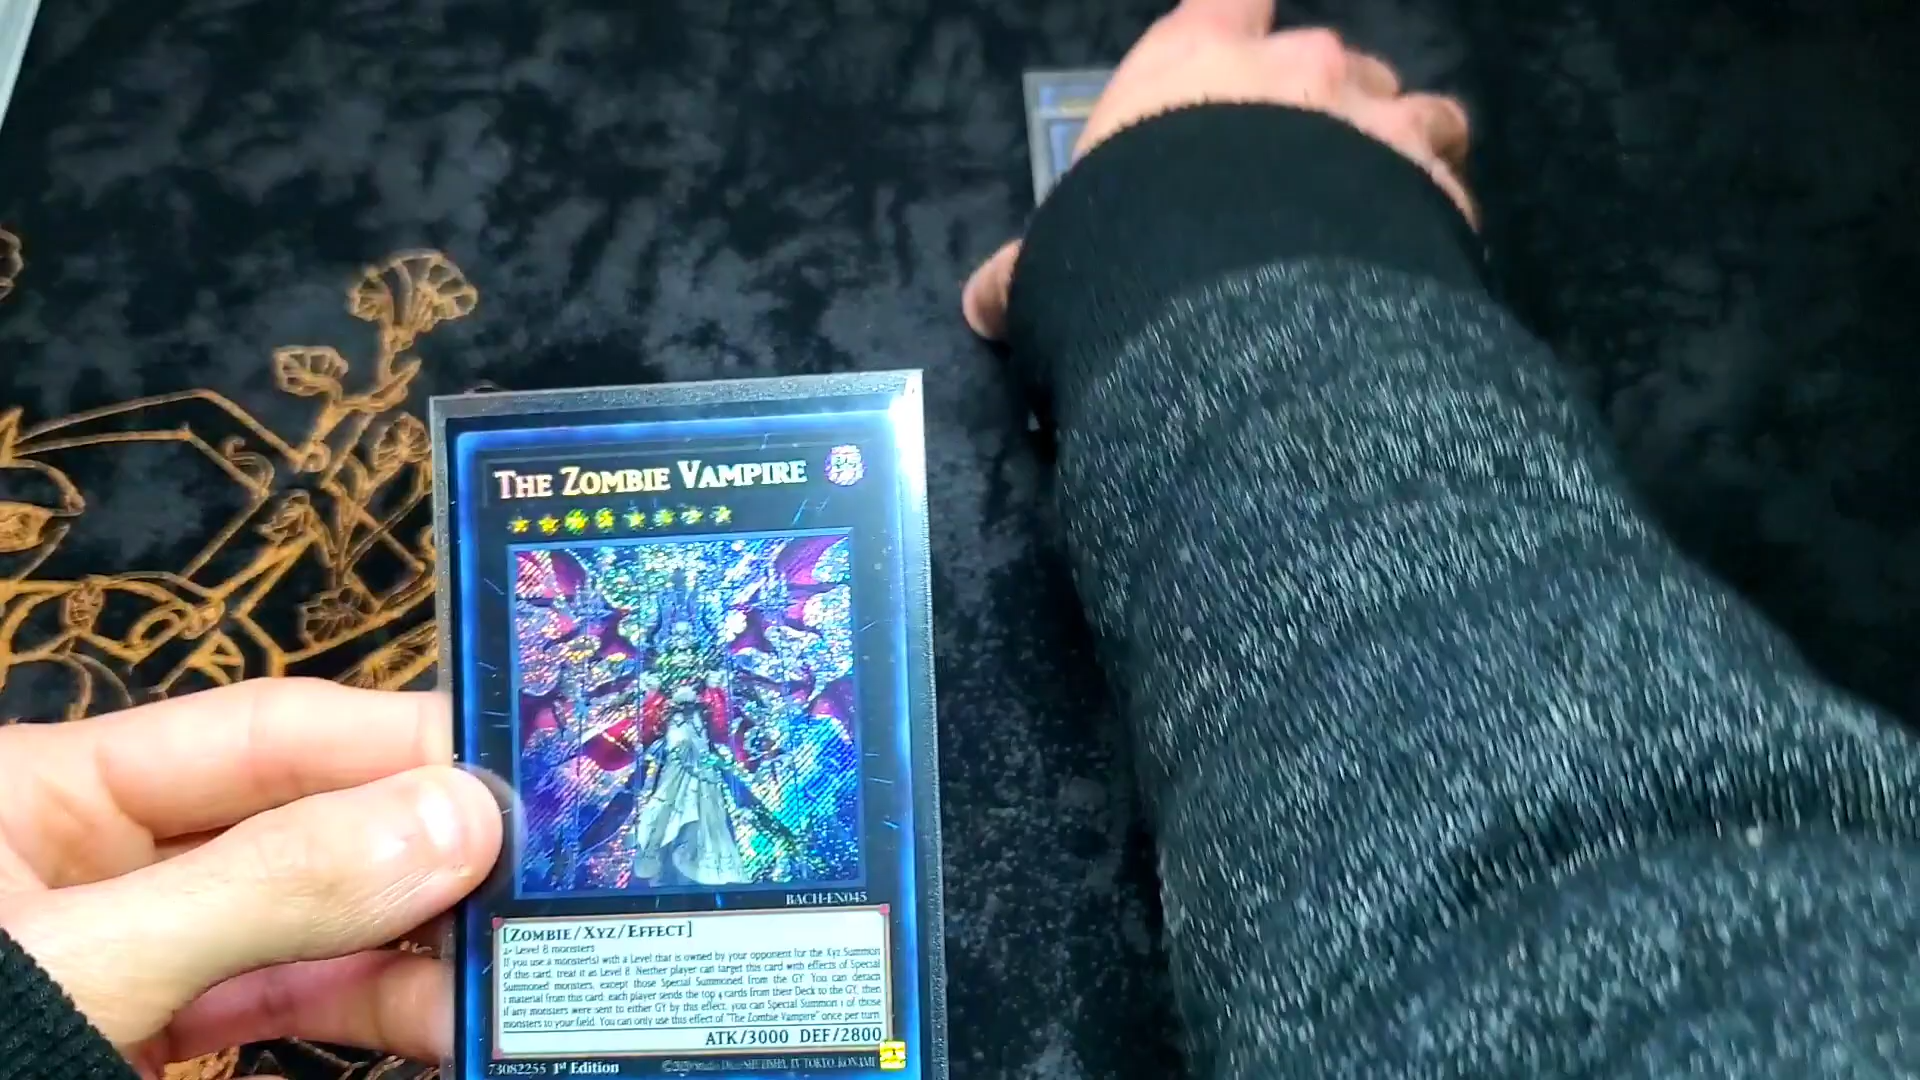 THE ZOMBIE VAMPIRE
BACH-EN045
[ZOMBIE/XYZ/EFFECT]
2+ Level 8 monsters
If you use a monster(s) with a Level that is owned by your opponent for the Xyz Summon
of this card, treat it as Level 8. Neither player can target this card with effects of Special
Summoned monsters, except those Special Summoned from the GY. You can detach
1 material from this card; each player sends the top 4 cards from their Deck to the GY, then
if any monsters were sent to either GY by this effect, you can Special Summon 1 of those
monsters to your field. You can only use this effect of "The Zombie Vampire" once per turn.
ATK/3000 DEF/2800
73082255 1st Edition
KONAMI